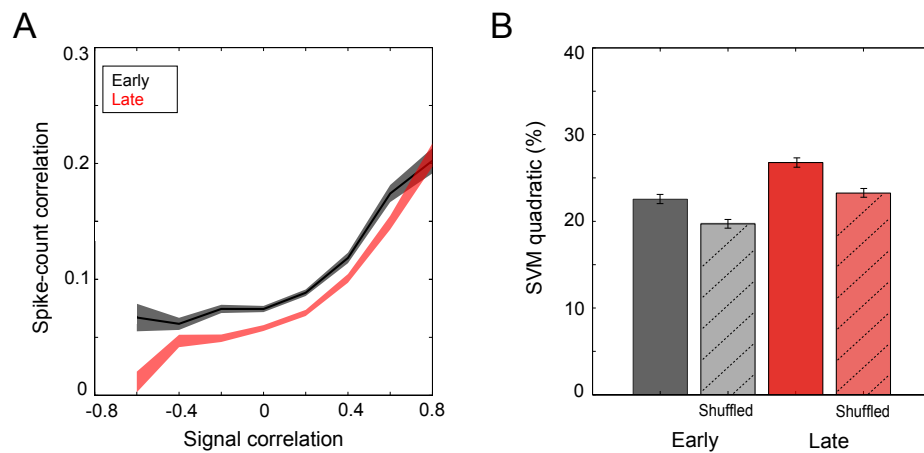 A
0.3
Early
Late
0.2
0.1
0
Spike-count correlation
-0.8
-0.4
0
0.4
0.8
Signal correlation
B
40
30
20
10
0
SVM quadratic (%)
Shuffled
Shuffled
Early
Late